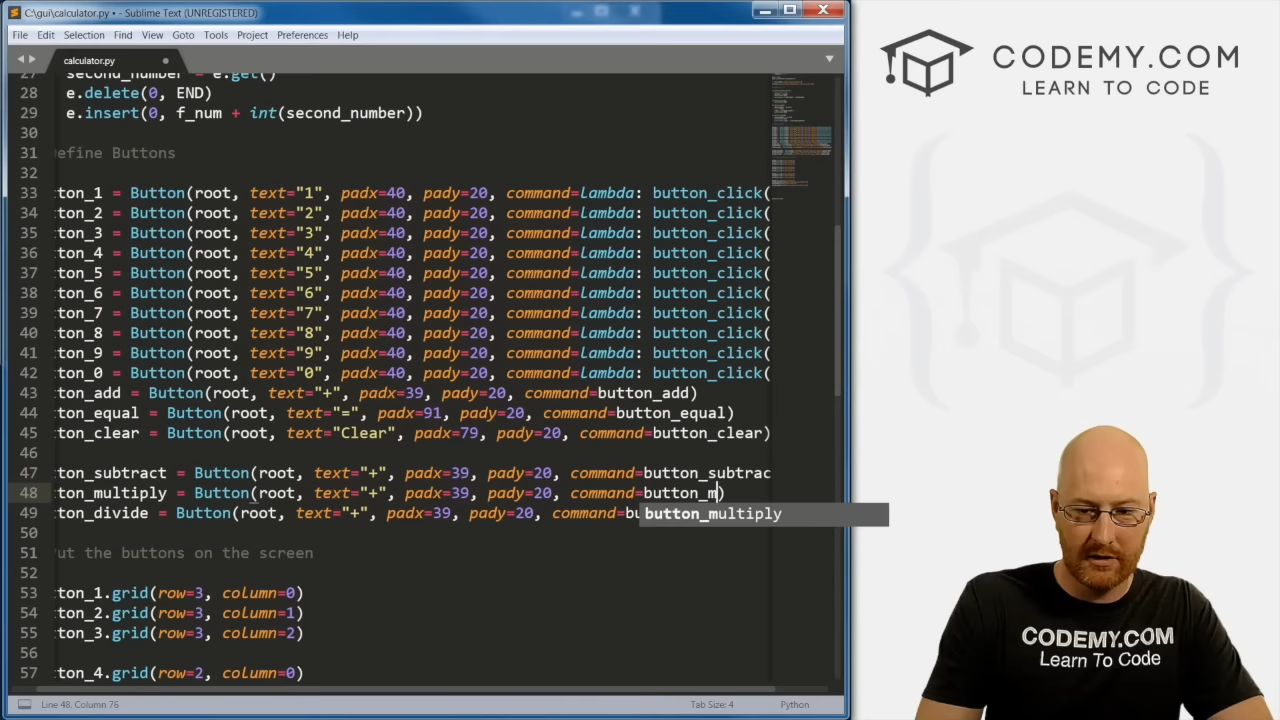 C:\gui\calculator.py • - Sublime Text (UNREGISTERED)
File Edit Selection Find View Goto Tools Project Preferences Help
calculator.py
27 second_number = e.get()
28 e.delete(0, END)
29 e.insert(0, f_num + int(second_number))
30
31 efine buttons
32
33 ton_1 = Button(root, text="1", padx=40, pady=20, command=lambda: button_click(
34 ton_2 = Button(root, text="2", padx=40, pady=20, command=lambda: button_click(
35 ton_3 = Button(root, text="3", padx=40, pady=20, command=lambda: button_click(
36 ton_4 = Button(root, text="4", padx=40, pady=20, command=lambda: button_click(
37 ton_5 = Button(root, text="5", padx=40, pady=20, command=lambda: button_click(
38 ton_6 = Button(root, text="6", padx=40, pady=20, command=lambda: button_click(
39 ton_7 = Button(root, text="7", padx=40, pady=20, command=lambda: button_click(
40 ton_8 = Button(root, text="8", padx=40, pady=20, command=lambda: button_click(
41 ton_9 = Button(root, text="9", padx=40, pady=20, command=lambda: button_click(
42 ton_0 = Button(root, text="0", padx=40, pady=20, command=lambda: button_click(
43 ton_add = Button(root, text="+", padx=39, pady=20, command=button_add)
44 ton_equal = Button(root, text="=", padx=91, pady=20, command=button_equal)
45 ton_clear = Button(root, text="Clear", padx=79, pady=20, command=button_clear)
46
47 ton_subtract = Button(root, text="+", padx=39, pady=20, command=button_subtrac
48 ton_multiply = Button(root, text="+", padx=39, pady=20, command=button_m)
49 ton_divide = Button(root, text="+", padx=39, pady=20, command=bu
button_multiply
50
51 ut the buttons on the screen
52
53 ton_1.grid(row=3, column=0)
54 ton_2.grid(row=3, column=1)
55 ton_3.grid(row=3, column=2)
56
57 ton_4.grid(row=2, column=0)
Line 48, Column 76 Tab Size: 4 Python
CODEMY.COM
LEARN TO CODE
CODEMY.COM
Learn To Code